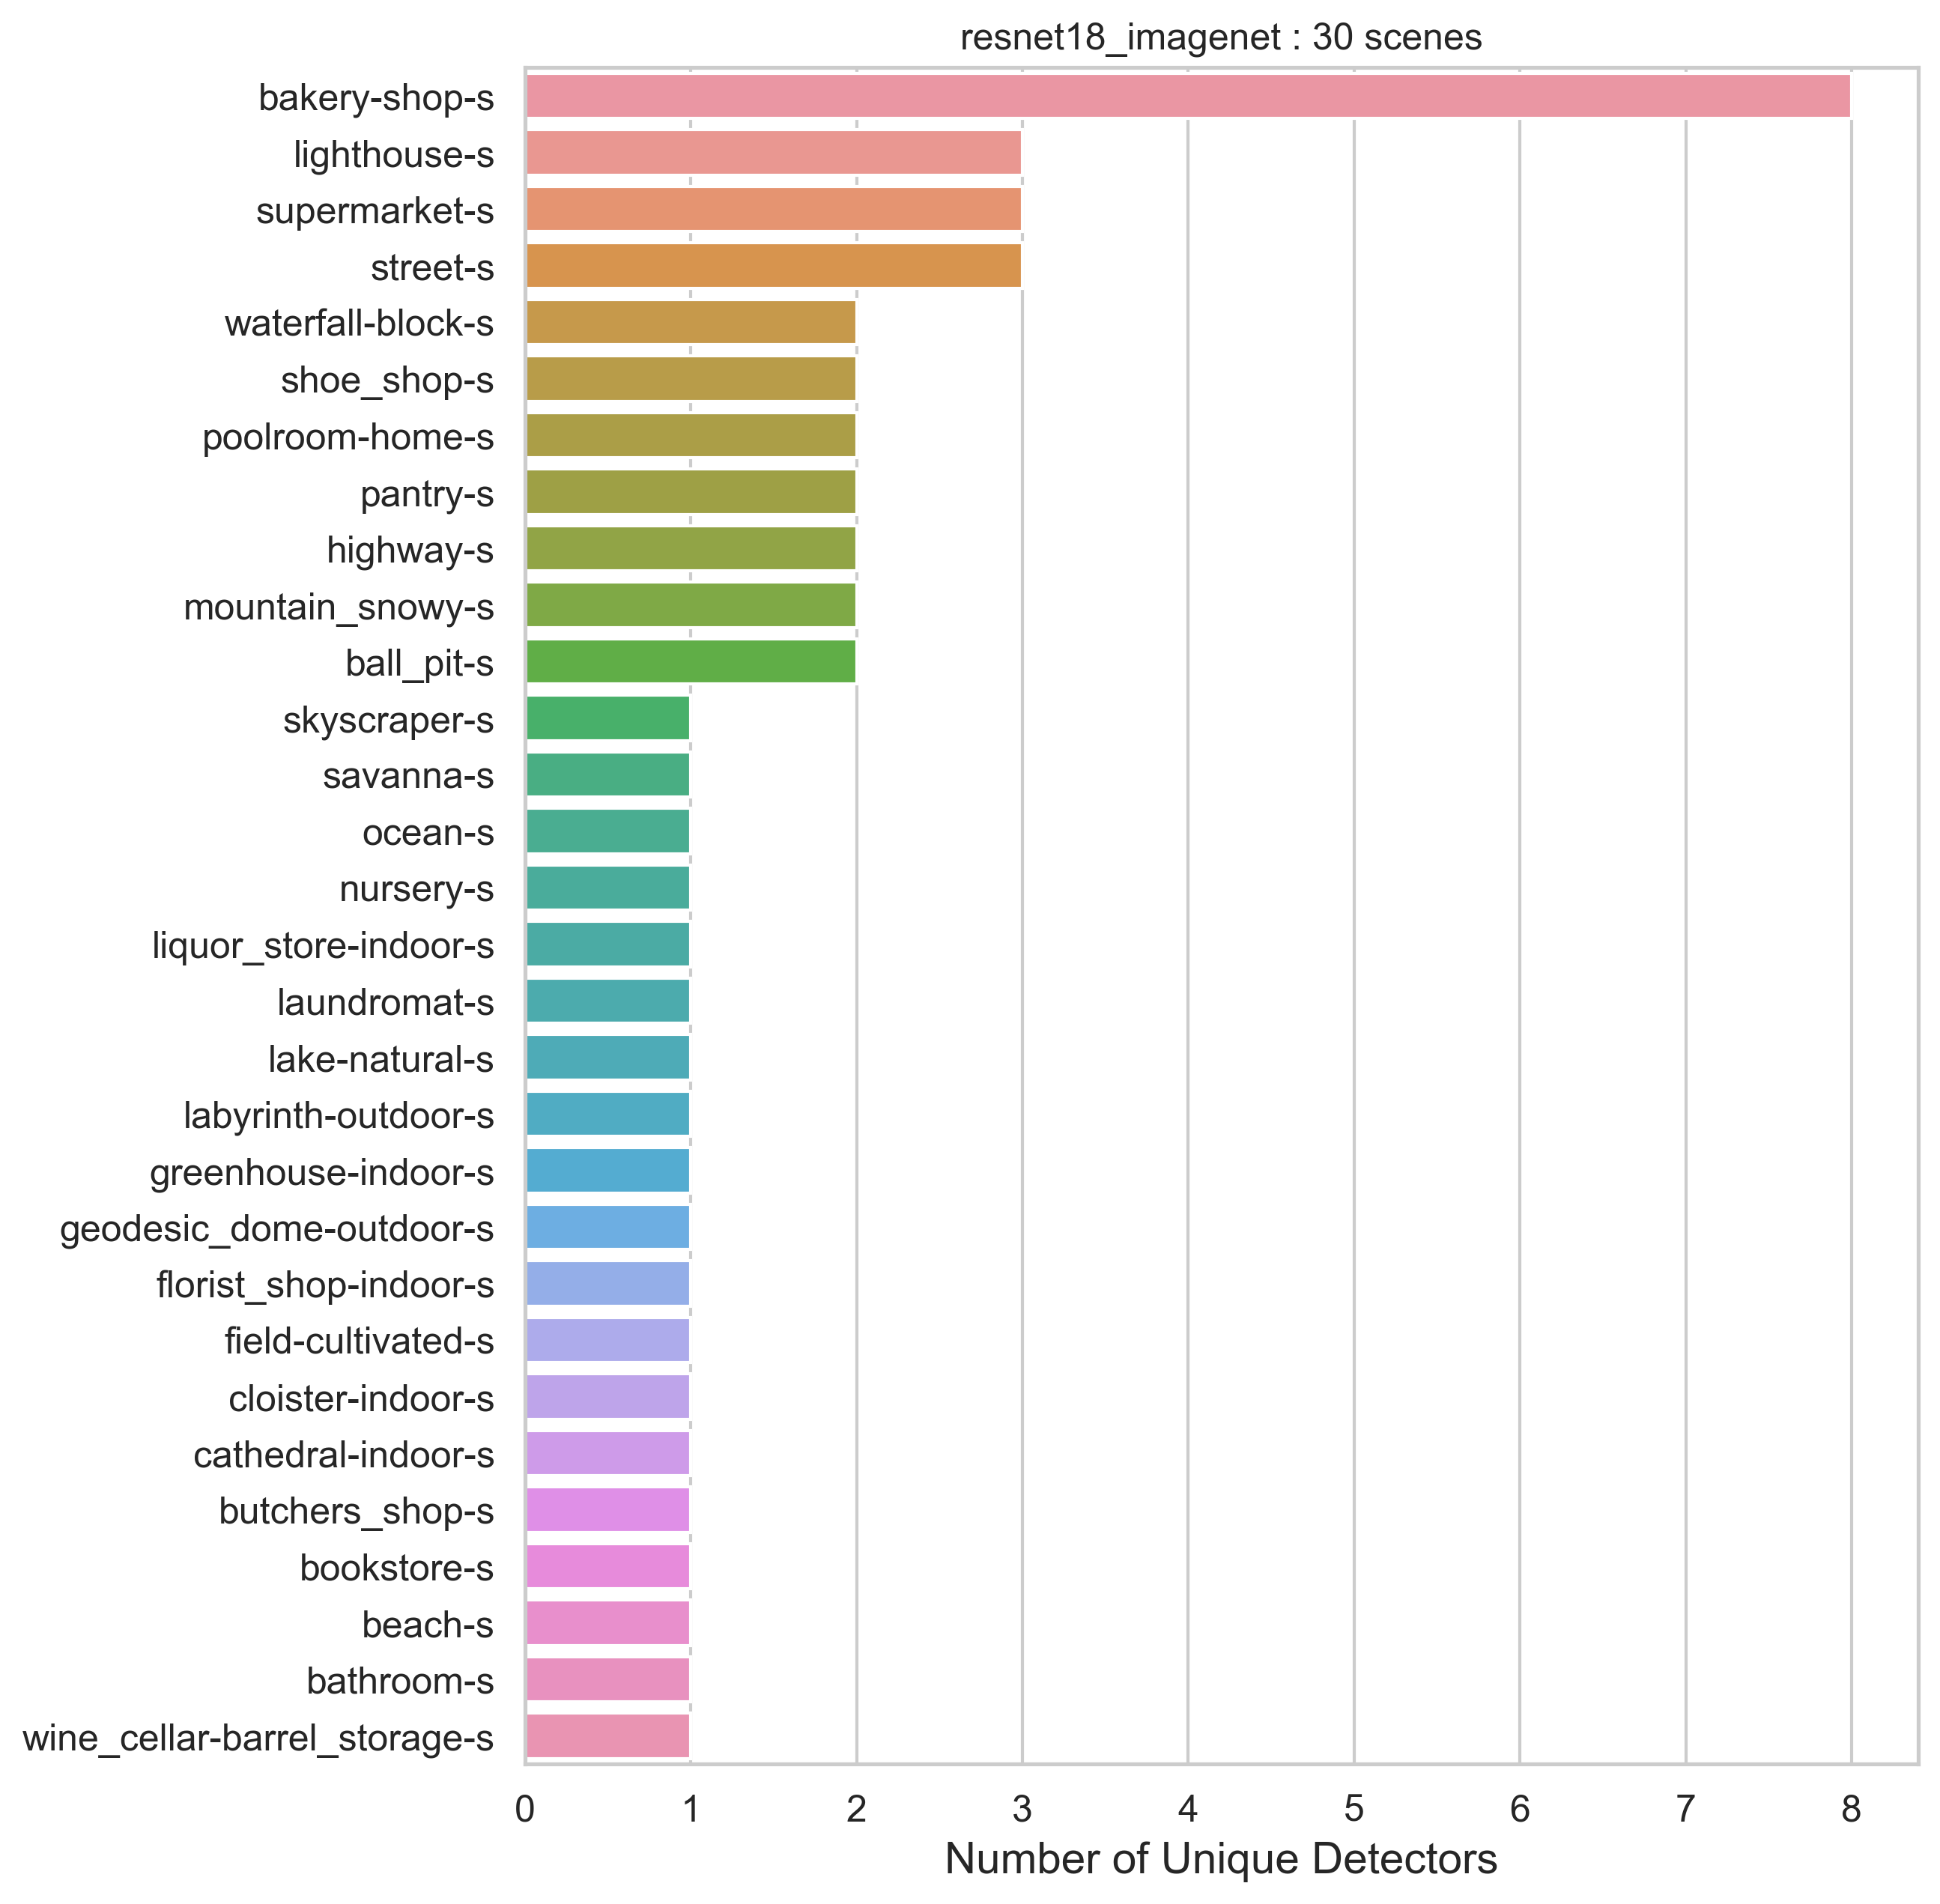 resnet18_imagenet : 30 scenes
bakery-shop-s
lighthouse-s
supermarket-s
street-s
waterfall-block-s
shoe_shop-s
poolroom-home-s
pantry-s
highway-s
mountain_snowy-s
ball_pit-s
skyscraper-s
savanna-s
ocean-s
nursery-s
liquor_store-indoor-s
laundromat-s
lake-natural-s
labyrinth-outdoor-s
greenhouse-indoor-s
geodesic_dome-outdoor-s
florist_shop-indoor-s
field-cultivated-s
cloister-indoor-s
cathedral-indoor-s
butchers_shop-s
bookstore-s
beach-s
bathroom-s
wine_cellar-barrel_storage-s
0 1 2 3 4 5 6 7 8
Number of Unique Detectors